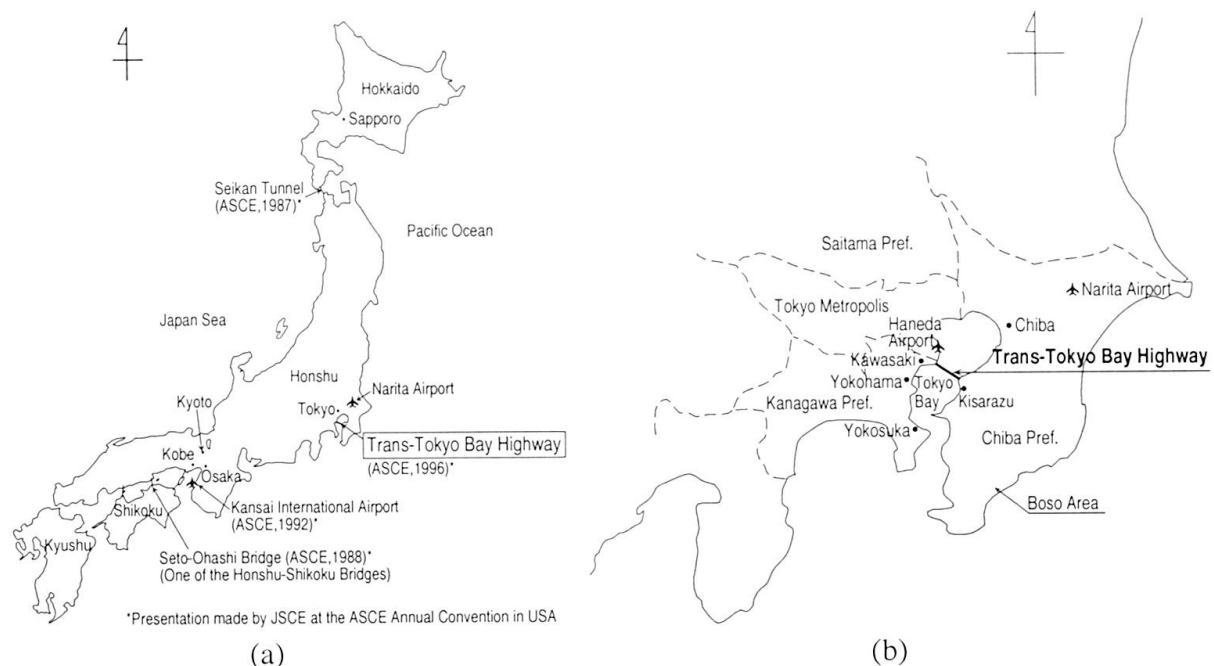 Hokkaido
Sapporo
Seikan Tunnel
(ASCE,1987)*
Pacific Ocean
Japan Sea
Honshu
Narita Airport
Tokyo
Kyoto
Trans-Tokyo Bay Highway
(ASCE,1996)*
Kobe
Osaka
Kansai International Airport
(ASCE,1992)*
Shikoku
Kyushu
Seto-Ohashi Bridge (ASCE,1988)*
(One of the Honshu-Shikoku Bridges)
*Presentation made by JSCE at the ASCE Annual Convention in USA
(a)
Saitama Pref.
Narita Airport
Tokyo Metropolis
Haneda
Airport
Chiba
Kawasaki
Trans-Tokyo Bay Highway
Yokohama
Tokyo
Bay
Kisarazu
Kanagawa Pref.
Yokosuka
Chiba Pref.
Boso Area
(b)